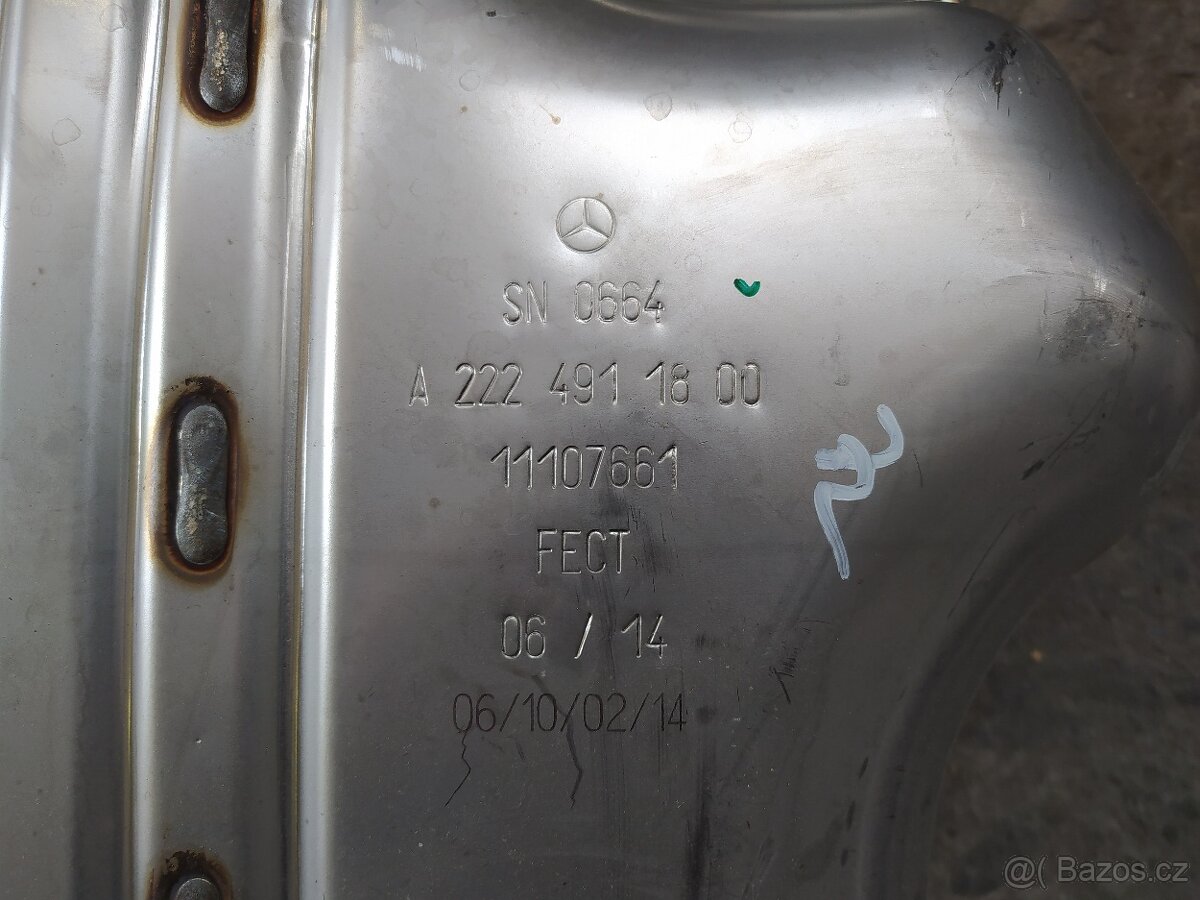 SN 0664
A 222 491 18 00
11107661
FECT
06 / 14
06/10/02/14
@( Bazos.cz